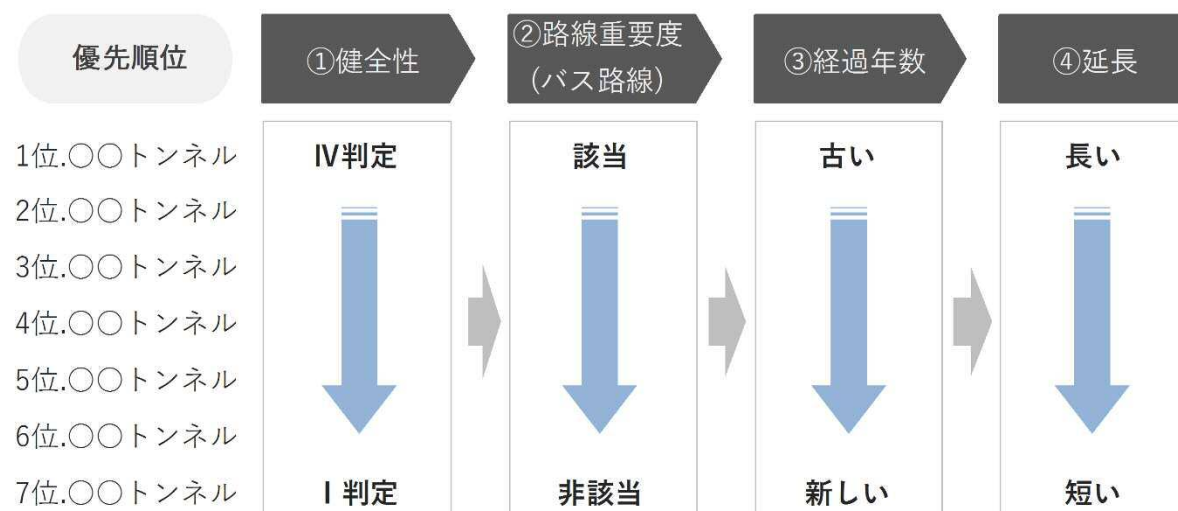 優先順位
①健全性
②路線重要度
（バス路線）
③経過年数
④延長
1位.○○トンネル
2位.○○トンネル
3位.○○トンネル
4位.○○トンネル
5位.○○トンネル
6位.○○トンネル
7位.○○トンネル
Ⅳ判定
Ⅰ判定
該当
非該当
古い
新しい
長い
短い